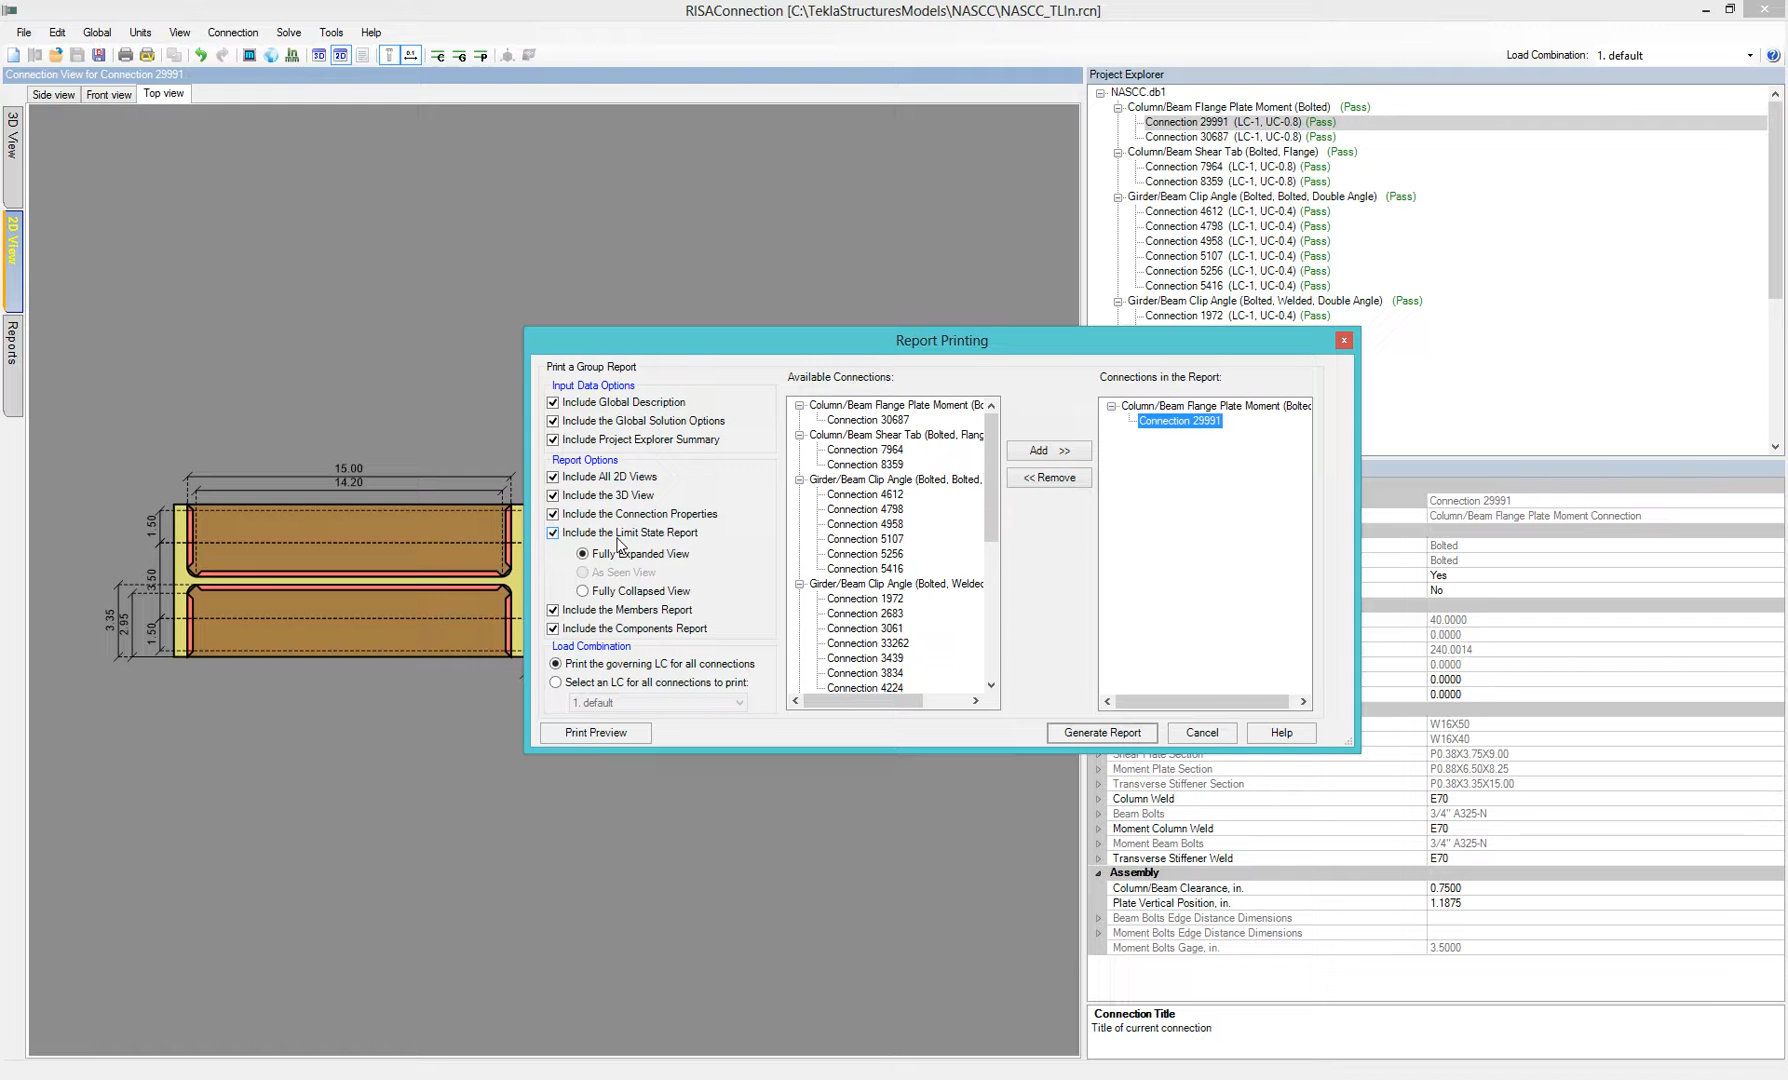 RISAConnection [C:\TeklaStructuresModels\NASCC\NASCC_TLIn.rcn]
File Edit Global Units View Connection Solve Tools Help
Load Combination: 1. default
Connection View for Connection 29991
Project Explorer
Side view Front view Top view
3D View
2D View
Reports
NASCC.db1
Column/Beam Flange Plate Moment (Bolted) (Pass)
Connection 29991 (LC-1, UC-0.8) (Pass)
Connection 30687 (LC-1, UC-0.8) (Pass)
Column/Beam Shear Tab (Bolted, Flange) (Pass)
Connection 7964 (LC-1, UC-0.8) (Pass)
Connection 8359 (LC-1, UC-0.8) (Pass)
Girder/Beam Clip Angle (Bolted, Bolted, Double Angle) (Pass)
Connection 4612 (LC-1, UC-0.4) (Pass)
Connection 4798 (LC-1, UC-0.4) (Pass)
Connection 4958 (LC-1, UC-0.4) (Pass)
Connection 5107 (LC-1, UC-0.4) (Pass)
Connection 5256 (LC-1, UC-0.4) (Pass)
Connection 5416 (LC-1, UC-0.4) (Pass)
Girder/Beam Clip Angle (Bolted, Welded, Double Angle) (Pass)
Connection 1972 (LC-1, UC-0.4) (Pass)
15.00
14.20
1.50
3.50
3.35
2.95
1.50
Report Printing
Print a Group Report
Input Data Options
Include Global Description
Include the Global Solution Options
Include Project Explorer Summary
Report Options
Include All 2D Views
Include the 3D View
Include the Connection Properties
Include the Limit State Report
Fully Expanded View
As Seen View
Fully Collapsed View
Include the Members Report
Include the Components Report
Load Combination
Print the governing LC for all connections
Select an LC for all connections to print:
1. default
Print Preview
Available Connections:
Column/Beam Flange Plate Moment (Bo
Connection 30687
Column/Beam Shear Tab (Bolted, Flang
Connection 7964
Connection 8359
Girder/Beam Clip Angle (Bolted, Bolted,
Connection 4612
Connection 4798
Connection 4958
Connection 5107
Connection 5256
Connection 5416
Girder/Beam Clip Angle (Bolted, Welded
Connection 1972
Connection 2683
Connection 3061
Connection 33262
Connection 3439
Connection 3834
Connection 4224
Add >>
<< Remove
Connections in the Report:
Column/Beam Flange Plate Moment (Bolted
Connection 29991
Generate Report Cancel Help
Connection 29991
Column/Beam Flange Plate Moment Connection
Bolted
Bolted
Yes
No
40.0000
0.0000
240.0014
0.0000
0.0000
0.0000
W16X50
W16X40
Shear Plate Section P0.38X3.75X9.00
Moment Plate Section P0.88X6.50X8.25
Transverse Stiffener Section P0.38X3.35X15.00
Column Weld E70
Beam Bolts 3/4" A325-N
Moment Column Weld E70
Moment Beam Bolts 3/4" A325-N
Transverse Stiffener Weld E70
Assembly
Column/Beam Clearance, in. 0.7500
Plate Vertical Position, in. 1.1875
Beam Bolts Edge Distance Dimensions
Moment Bolts Edge Distance Dimensions
Moment Bolts Gage, in. 3.5000
Connection Title
Title of current connection